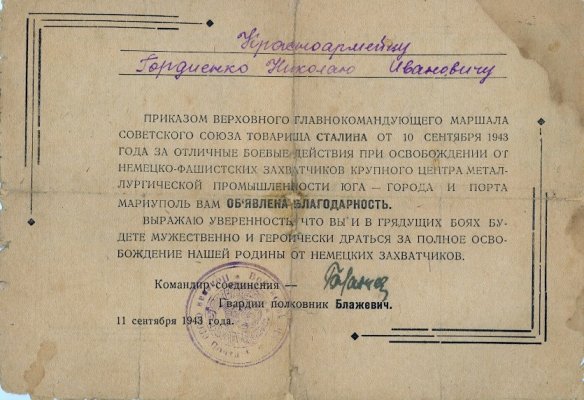 Красноармейцу
Гордиенко Николаю Ивановичу
ПРИКАЗОМ ВЕРХОВНОГО ГЛАВНОКОМАНДУЮЩЕГО МАРШАЛА
СОВЕТСКОГО СОЮЗА ТОВАРИЩА СТАЛИНА ОТ 10 СЕНТЯБРЯ 1943
ГОДА ЗА ОТЛИЧНЫЕ БОЕВЫЕ ДЕЙСТВИЯ ПРИ ОСВОБОЖДЕНИИ ОТ
НЕМЕЦКО-ФАШИСТСКИХ ЗАХВАТЧИКОВ КРУПНОГО ЦЕНТРА МЕТАЛ-
ЛУРГИЧЕСКОЙ ПРОМЫШЛЕННОСТИ ЮГА — ГОРОДА И ПОРТА
МАРИУПОЛЬ ВАМ ОБ'ЯВЛЕНА БЛАГОДАРНОСТЬ.
ВЫРАЖАЮ УВЕРЕННОСТЬ, ЧТО ВЫ И В ГРЯДУЩИХ БОЯХ БУ-
ДЕТЕ МУЖЕСТВЕННО И ГЕРОИЧЕСКИ ДРАТЬСЯ ЗА ПОЛНОЕ ОСВО-
БОЖДЕНИЕ НАШЕЙ РОДИНЫ ОТ НЕМЕЦКИХ ЗАХВАТЧИКОВ.
Командир соединения —
Гвардии полковник Блажевич.
11 сентября 1943 года.